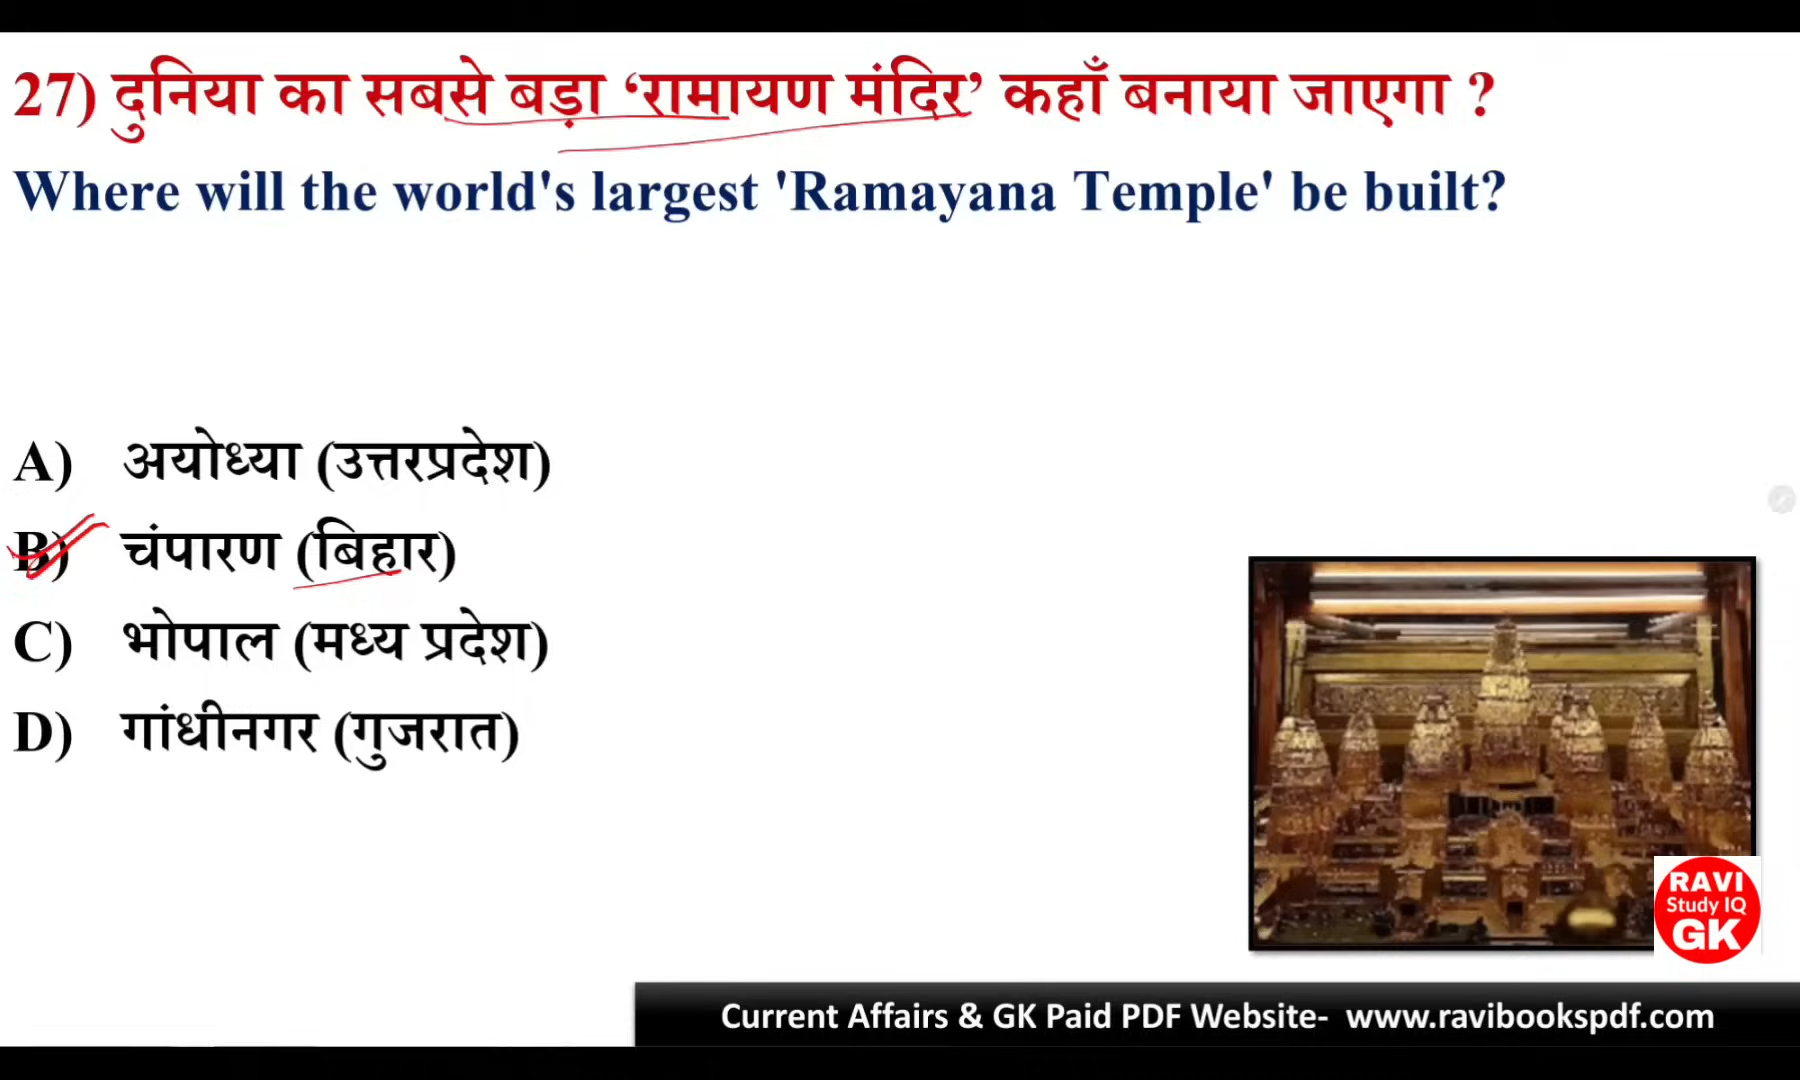 27) दुनिया का सबसे बड़ा ‘रामायण मंदिर’ कहाँ बनाया जाएगा ?
Where will the world's largest 'Ramayana Temple' be built?
A) अयोध्या (उत्तरप्रदेश)
B) चंपारण (बिहार)
C) भोपाल (मध्य प्रदेश)
D) गांधीनगर (गुजरात)
RAVI
Study IQ
GK
Current Affairs & GK Paid PDF Website- www.ravibookspdf.com